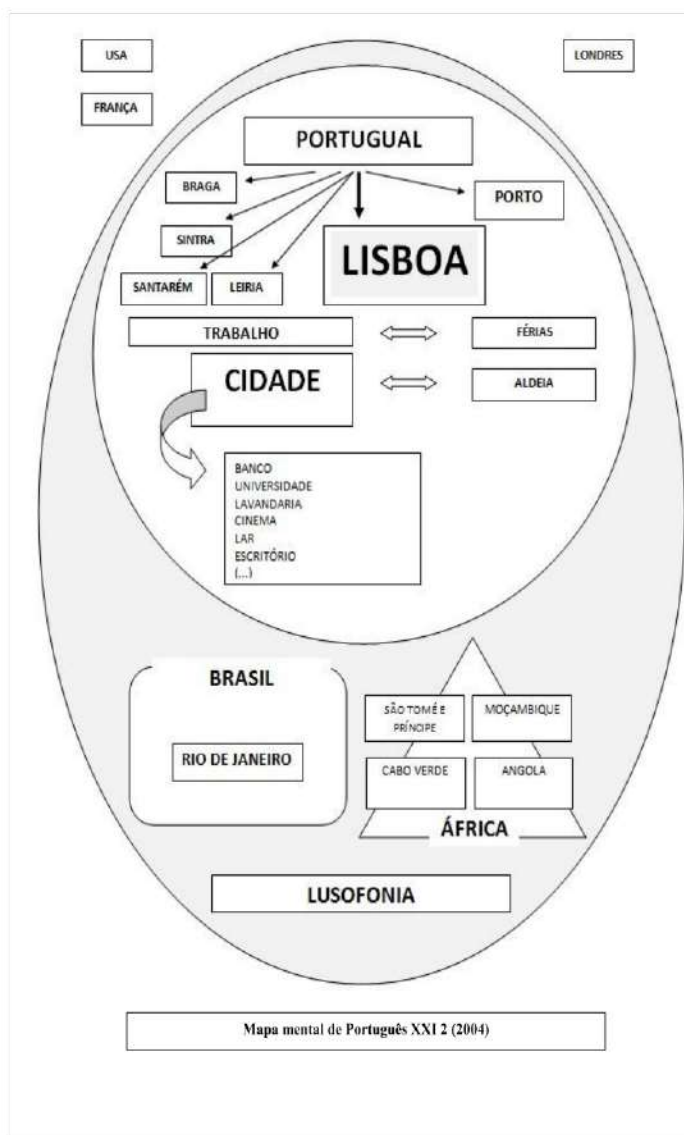 USA
LONDRES
FRANÇA
PORTUGUAL
BRAGA
PORTO
SINTRA
LISBOA
SANTARÉM
LEIRIA
TRABALHO
FÉRIAS
CIDADE
ALDEIA
BANCO
UNIVERSIDADE
LAVANDARIA
CINEMA
LAR
ESCRITÓRIO
(...)
BRASIL
RIO DE JANEIRO
SÃO TOMÉ E
PRÍNCIPE
MOÇAMBIQUE
CABO VERDE
ANGOLA
ÁFRICA
LUSOFONIA
Mapa mental de Português XXI 2 (2004)